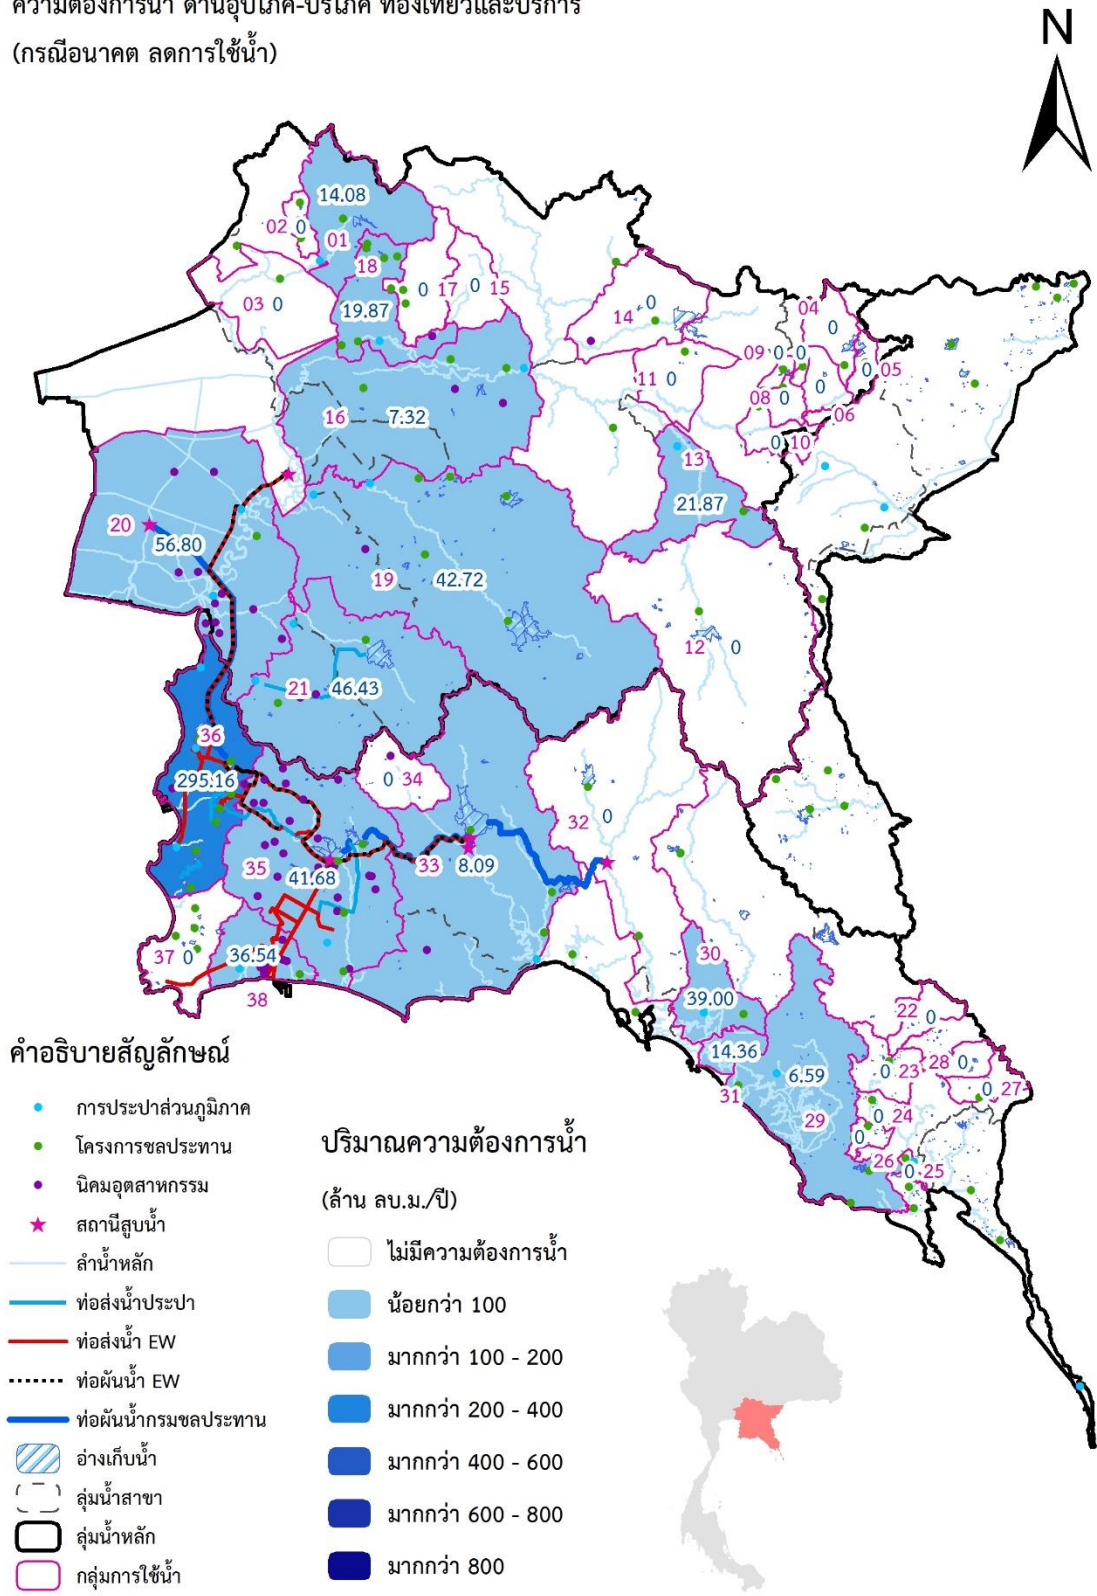 ความต้องการน้ำ ด้านอุปโภค-บริโภค ท่องเที่ยวและบริการ
(กรณีอนาคต ลดการใช้น้ำ)
N
14.08
02 0
01
18
03 0
19.87
0 17 0 15
14 0
04
0
09 0 0
0 05
11 0
08 0
0
06
0 10
16 7.32
13
21.87
20
56.80
19 42.72
12 0
21 46.43
36
295.16
0 34
32 0
35
41.68
33 8.09
37 0
36.54
38
30
39.00
14.36
31
6.59
29
22 0
0 23 28 0
0 27
0 24
0
26
0 25
คำอธิบายสัญลักษณ์
การประปาส่วนภูมิภาค
โครงการชลประทาน
นิคมอุตสาหกรรม
สถานีสูบน้ำ
ลำน้ำหลัก
ท่อส่งน้ำประปา
ท่อส่งน้ำ EW
ท่อผันน้ำ EW
ท่อผันน้ำกรมชลประทาน
อ่างเก็บน้ำ
ลุ่มน้ำสาขา
ลุ่มน้ำหลัก
กลุ่มการใช้น้ำ
ปริมาณความต้องการน้ำ
(ล้าน ลบ.ม./ปี)
ไม่มีความต้องการน้ำ
น้อยกว่า 100
มากกว่า 100 - 200
มากกว่า 200 - 400
มากกว่า 400 - 600
มากกว่า 600 - 800
มากกว่า 800